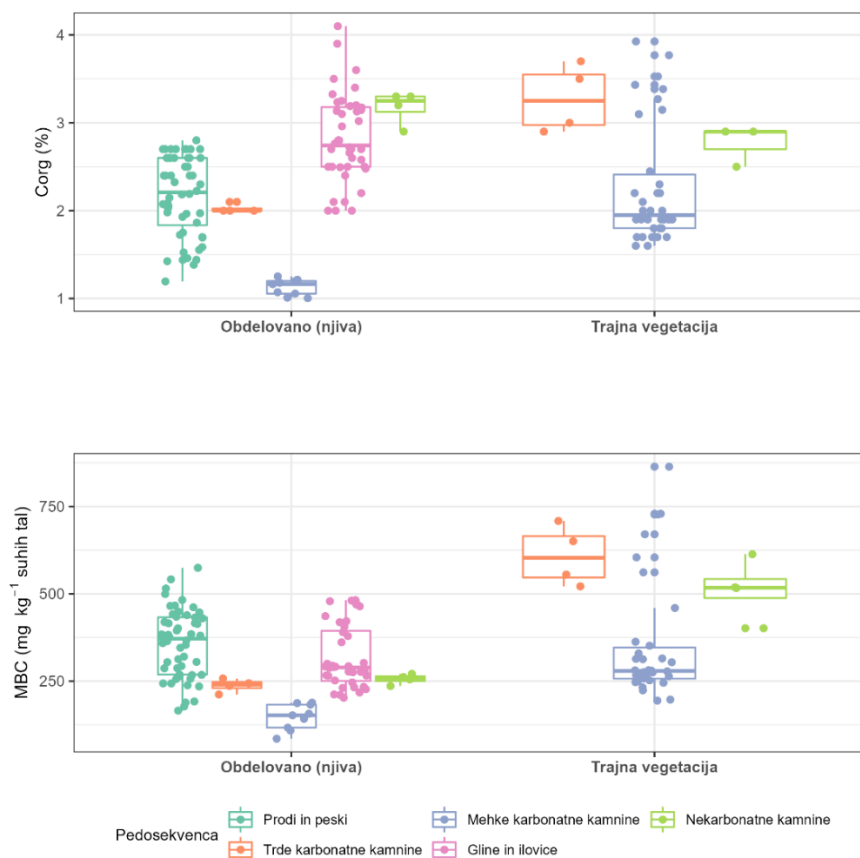 Corg (%)
4
3
2
1
Obdelovano (njiva) Trajna vegetacija
MBC (mg kg⁻¹ suhih tal)
750
500
250
Obdelovano (njiva) Trajna vegetacija
Pedosekvenca
Prodi in peski Mehke karbonatne kamnine Nekarbonatne kamnine
Trde karbonatne kamnine Gline in ilovice